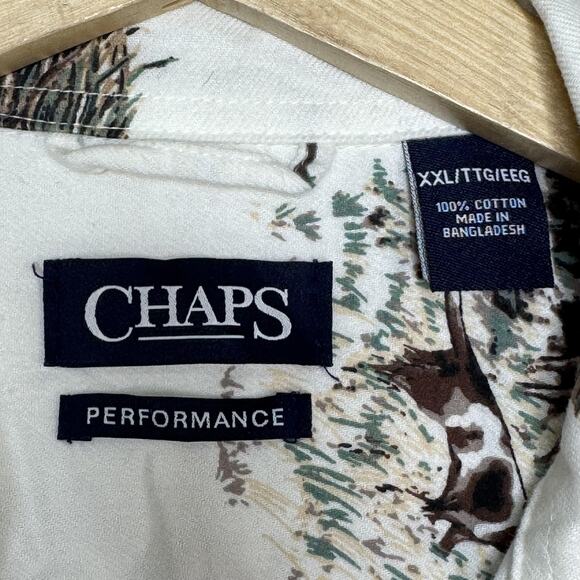 XXL/TTG/EEG
100% COTTON
MADE IN
BANGLADESH
CHAPS
PERFORMANCE